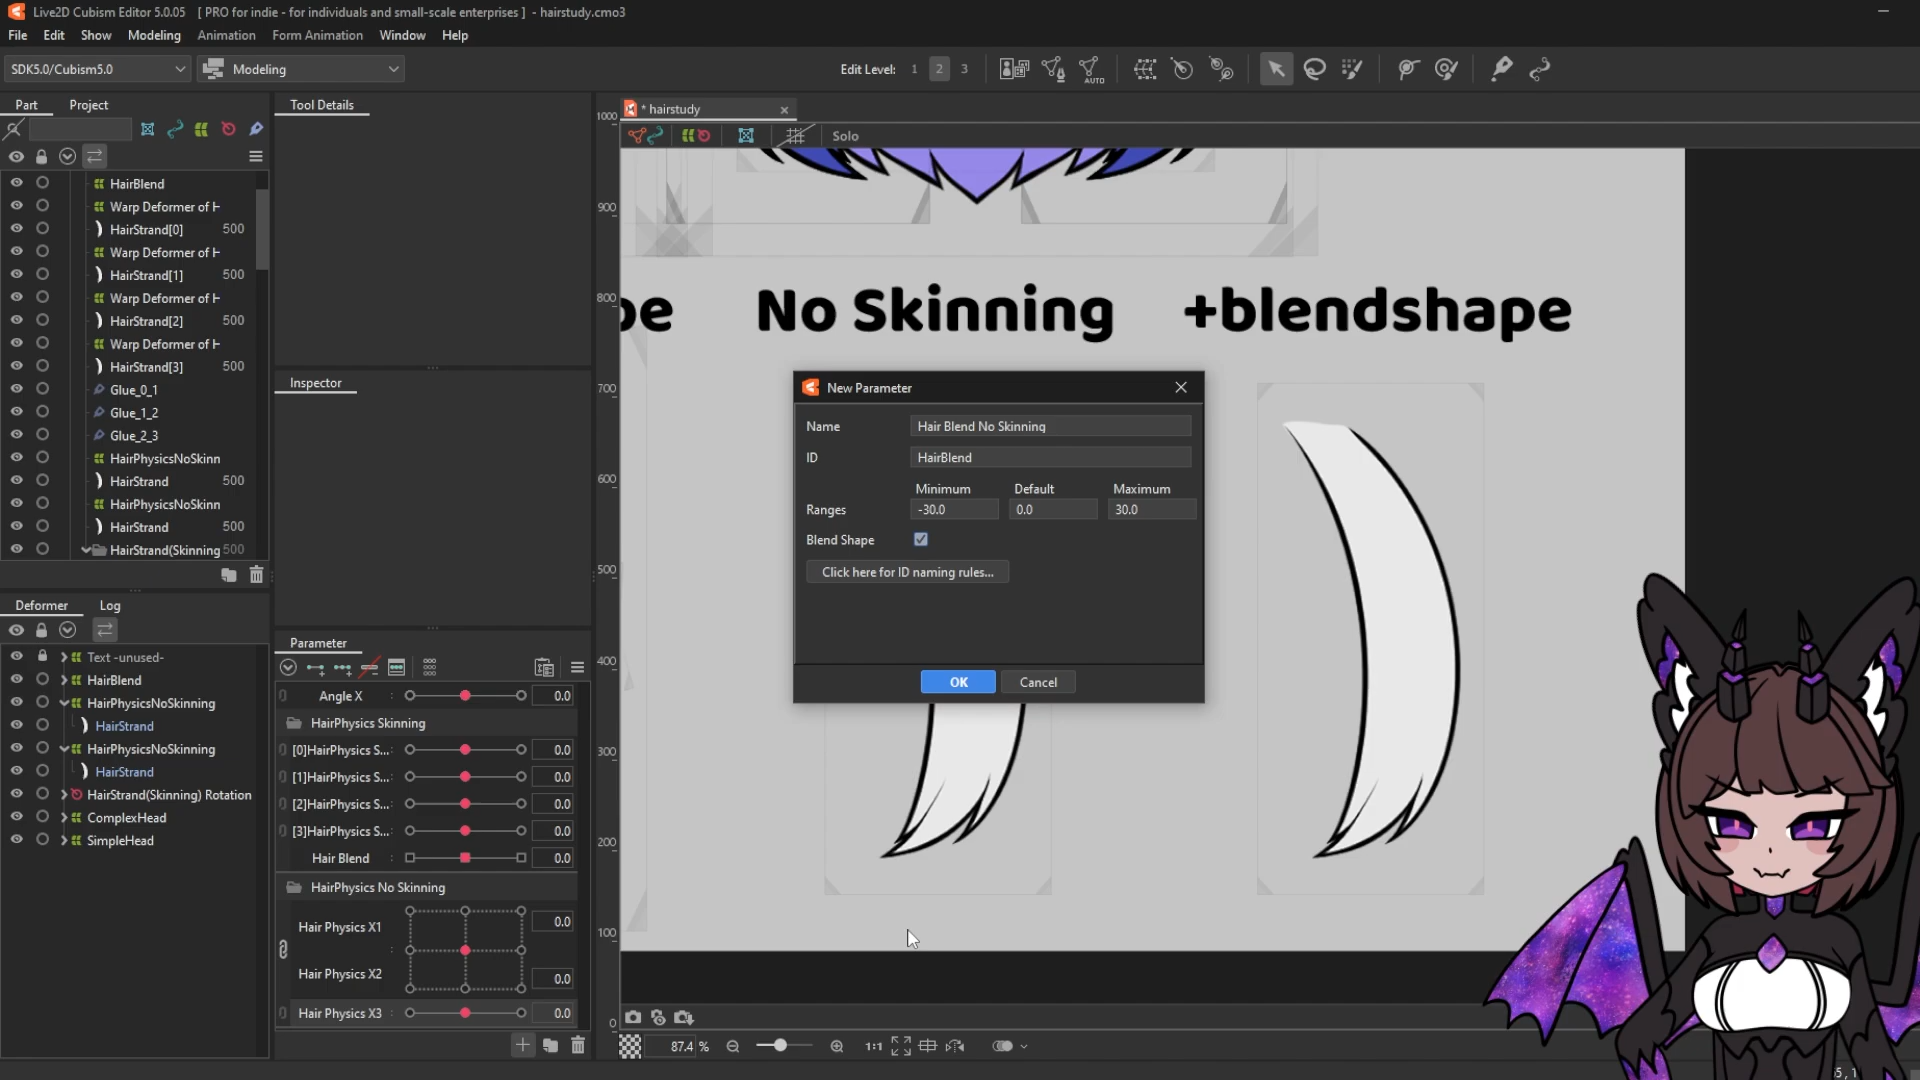 Live2D Cubism Editor 5.0.05 [ PRO for indie - for individuals and small-scale enterprises ] - hairstudy.cmo3
File Edit Show Modeling Animation Form Animation Window Help
SDK5.0/Cubism5.0 Modeling Edit Level: 1 2 3 AUTO
Part Project
HairBlend
Warp Deformer of H
HairStrand[0] 500
Warp Deformer of H
HairStrand[1] 500
Warp Deformer of H
HairStrand[2] 500
Warp Deformer of H
HairStrand[3] 500
Glue_0_1
Glue_1_2
Glue_2_3
HairPhysicsNoSkinn
HairStrand 500
HairPhysicsNoSkinn
HairStrand 500
HairStrand(Skinning 500
Deformer Log
Text -unused-
HairBlend
HairPhysicsNoSkinning
HairStrand
HairPhysicsNoSkinning
HairStrand
HairStrand(Skinning) Rotation
ComplexHead
SimpleHead
Tool Details
Inspector
Parameter
Angle X 0.0
HairPhysics Skinning
[0]HairPhysics S... : 0.0
[1]HairPhysics S... : 0.0
[2]HairPhysics S... : 0.0
[3]HairPhysics S... : 0.0
Hair Blend : 0.0
HairPhysics No Skinning
Hair Physics X1 0.0
:
Hair Physics X2 0.0
Hair Physics X3 : 0.0
* hairstudy
Solo
1000
900
800
700
600
500
400
300
200
100
0
pe No Skinning +blendshape
New Parameter
Name Hair Blend No Skinning
ID HairBlend
Minimum Default Maximum
Ranges -30.0 0.0 30.0
Blend Shape
Click here for ID naming rules...
OK Cancel
87.4 % 1:1